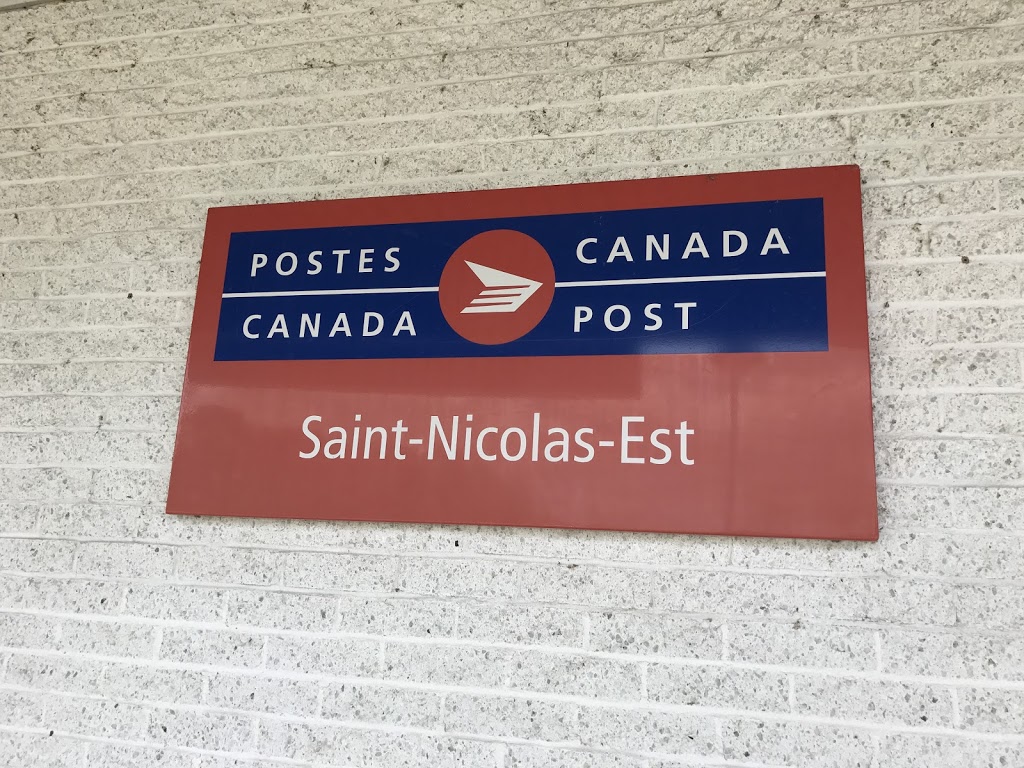 POSTES
CANADA
CANADA
POST
Saint-Nicolas-Est